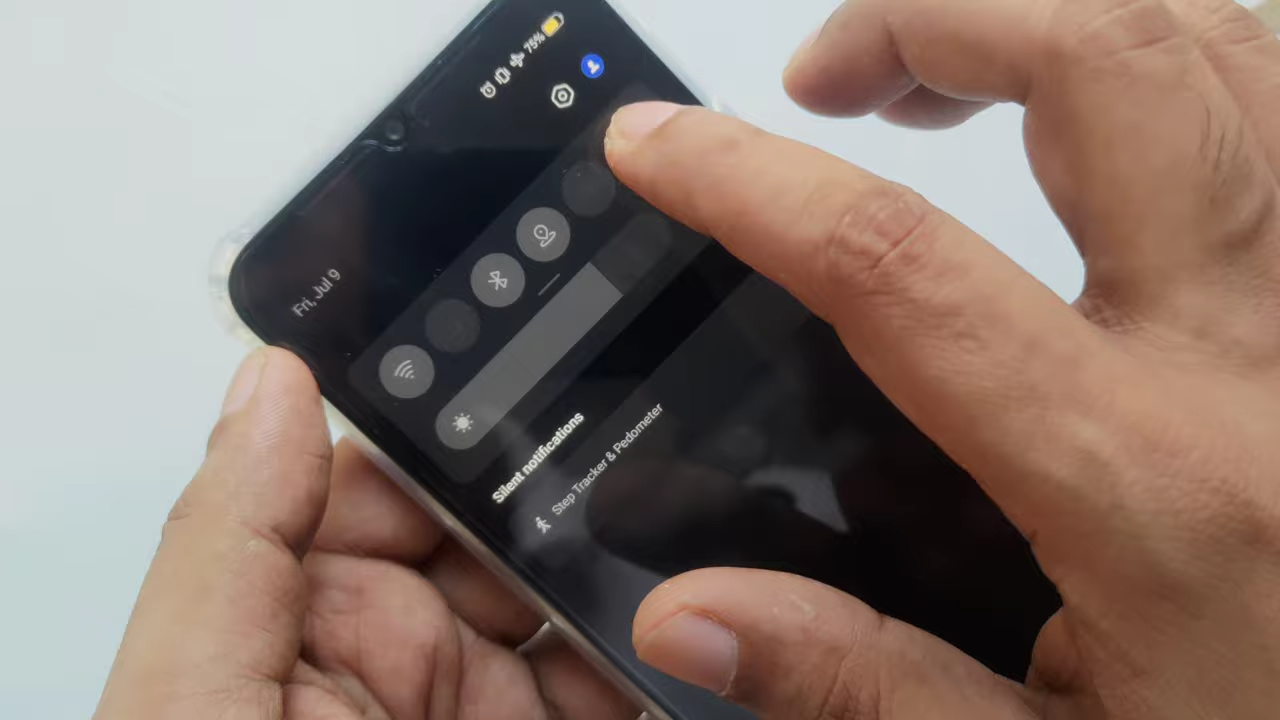 75%
Fri, Jul 9
Silent notifications
Step Tracker & Pedometer